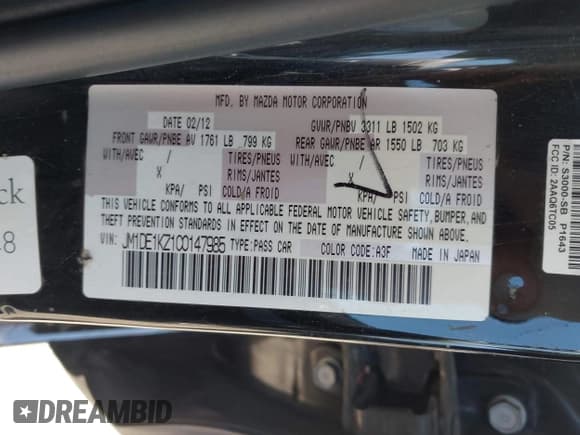 MFD. BY MAZDA MOTOR CORPORATION
DATE 02/12 GVWR/PNBV 3311 LB 1502 KG
FRONT GAWR/PNBE AV 1761 LB 799 KG REAR GAWR/PNBE AR 1550 LB 703 KG
WITH/AVEC / TIRES/PNEUS WITH/AVEC / TIRES/PNEUS
X RIMS/JANTES X RIMS/JANTES
KPA/ PSI COLD/A FROID KPA/ PSI COLD/A FROID
THIS VEHICLE CONFORMS TO ALL APPLICABLE FEDERAL MOTOR VEHICLE SAFETY, BUMPER, AND
THEFT PREVENTION STANDARDS IN EFFECT ON THE DATE OF MANUFACTURE SHOWN ABOVE.
VIN: JM1DE1KZ1C0147985 TYPE: PASS CAR COLOR CODE: A3F MADE IN JAPAN
P/N: S3000-SB P1643
FCC ID: 2AAQ6TC05
ck
8
DREAMBID